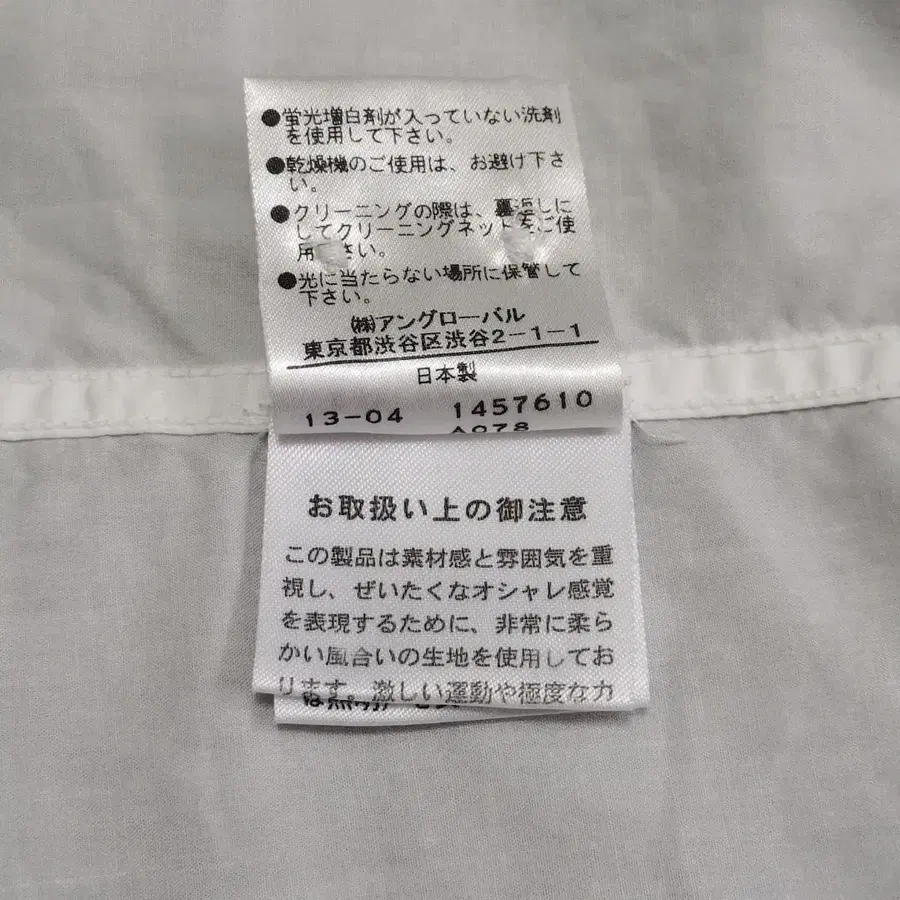 ●蛍光増白剤が入っていない洗剤
を使用して下さい。
●乾燥機のご使用は、お避け下さ
い。
●クリーニングの際は、裏返しに
してクリーニングネットをご使
用下さい。
●光に当たらない場所に保管して
下さい。
㈱アングローバル
東京都渋谷区渋谷2-1-1
日本製
13-04 1457610
A078
お取扱い上の御注意
この製品は素材感と雰囲気を重
視し、ぜいたくなオシャレ感覚
を表現するために、非常に柔ら
かい風合いの生地を使用してお
ります。激しい運動や極度な力